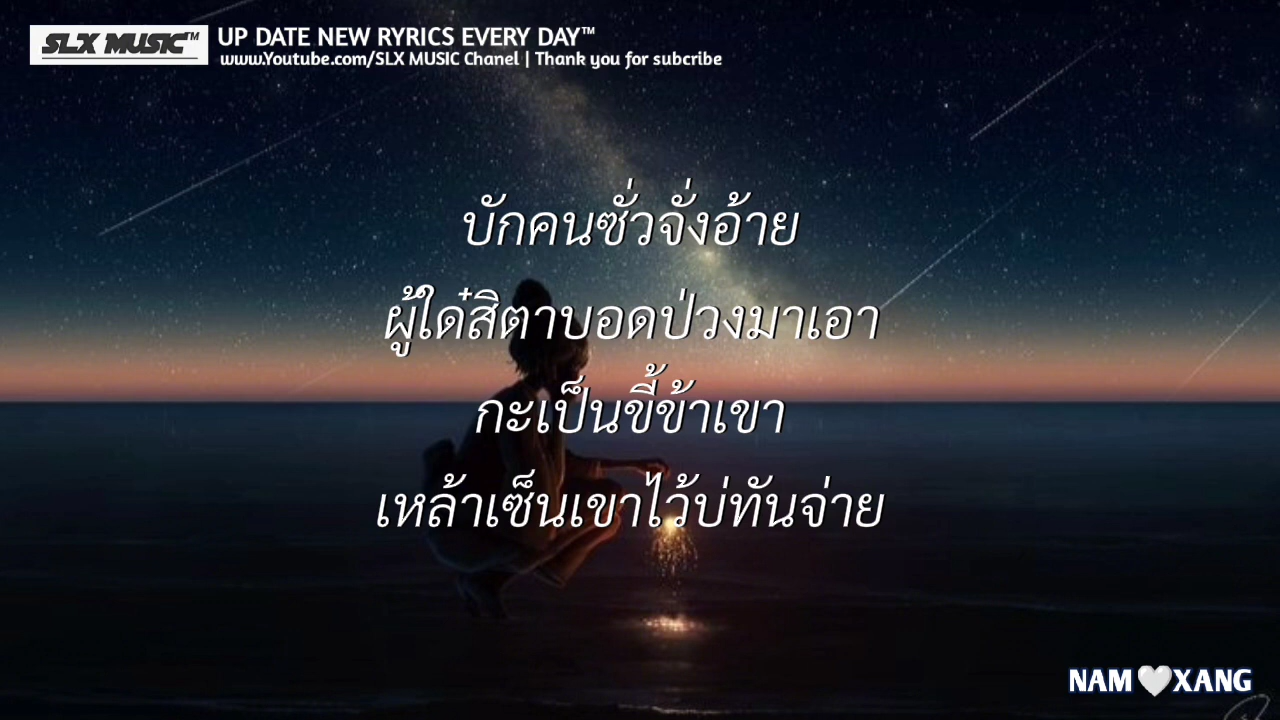 SLX MUSIC™
UP DATE NEW RYRICS EVERY DAY™
www.Youtube.com/SLX MUSIC Chanel | Thank you for subcribe
บักคนซั่วจั่งอ้าย
ผู้ใด๋สิตาบอดป่วงมาเอา
กะเป็นขี้ข้าเขา
เหล้าเซ็นเขาไว้บ่ทันจ่าย
NAM🤍XANG